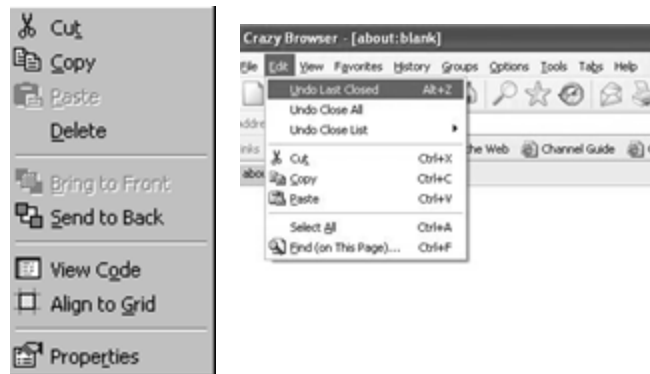 Cut
Copy
Paste
Delete
Bring to Front
Send to Back
View Code
Align to Grid
Properties
Crazy Browser - [about:blank]
File Edit View Favorites History Groups Options Tools Tabs Help
Undo Last Closed Alt+Z
Undo Close All
Undo Close List
the Web Channel Guide
Cut Ctrl+X
Copy Ctrl+C
Paste Ctrl+V
Select All Ctrl+A
Find (on This Page)... Ctrl+F